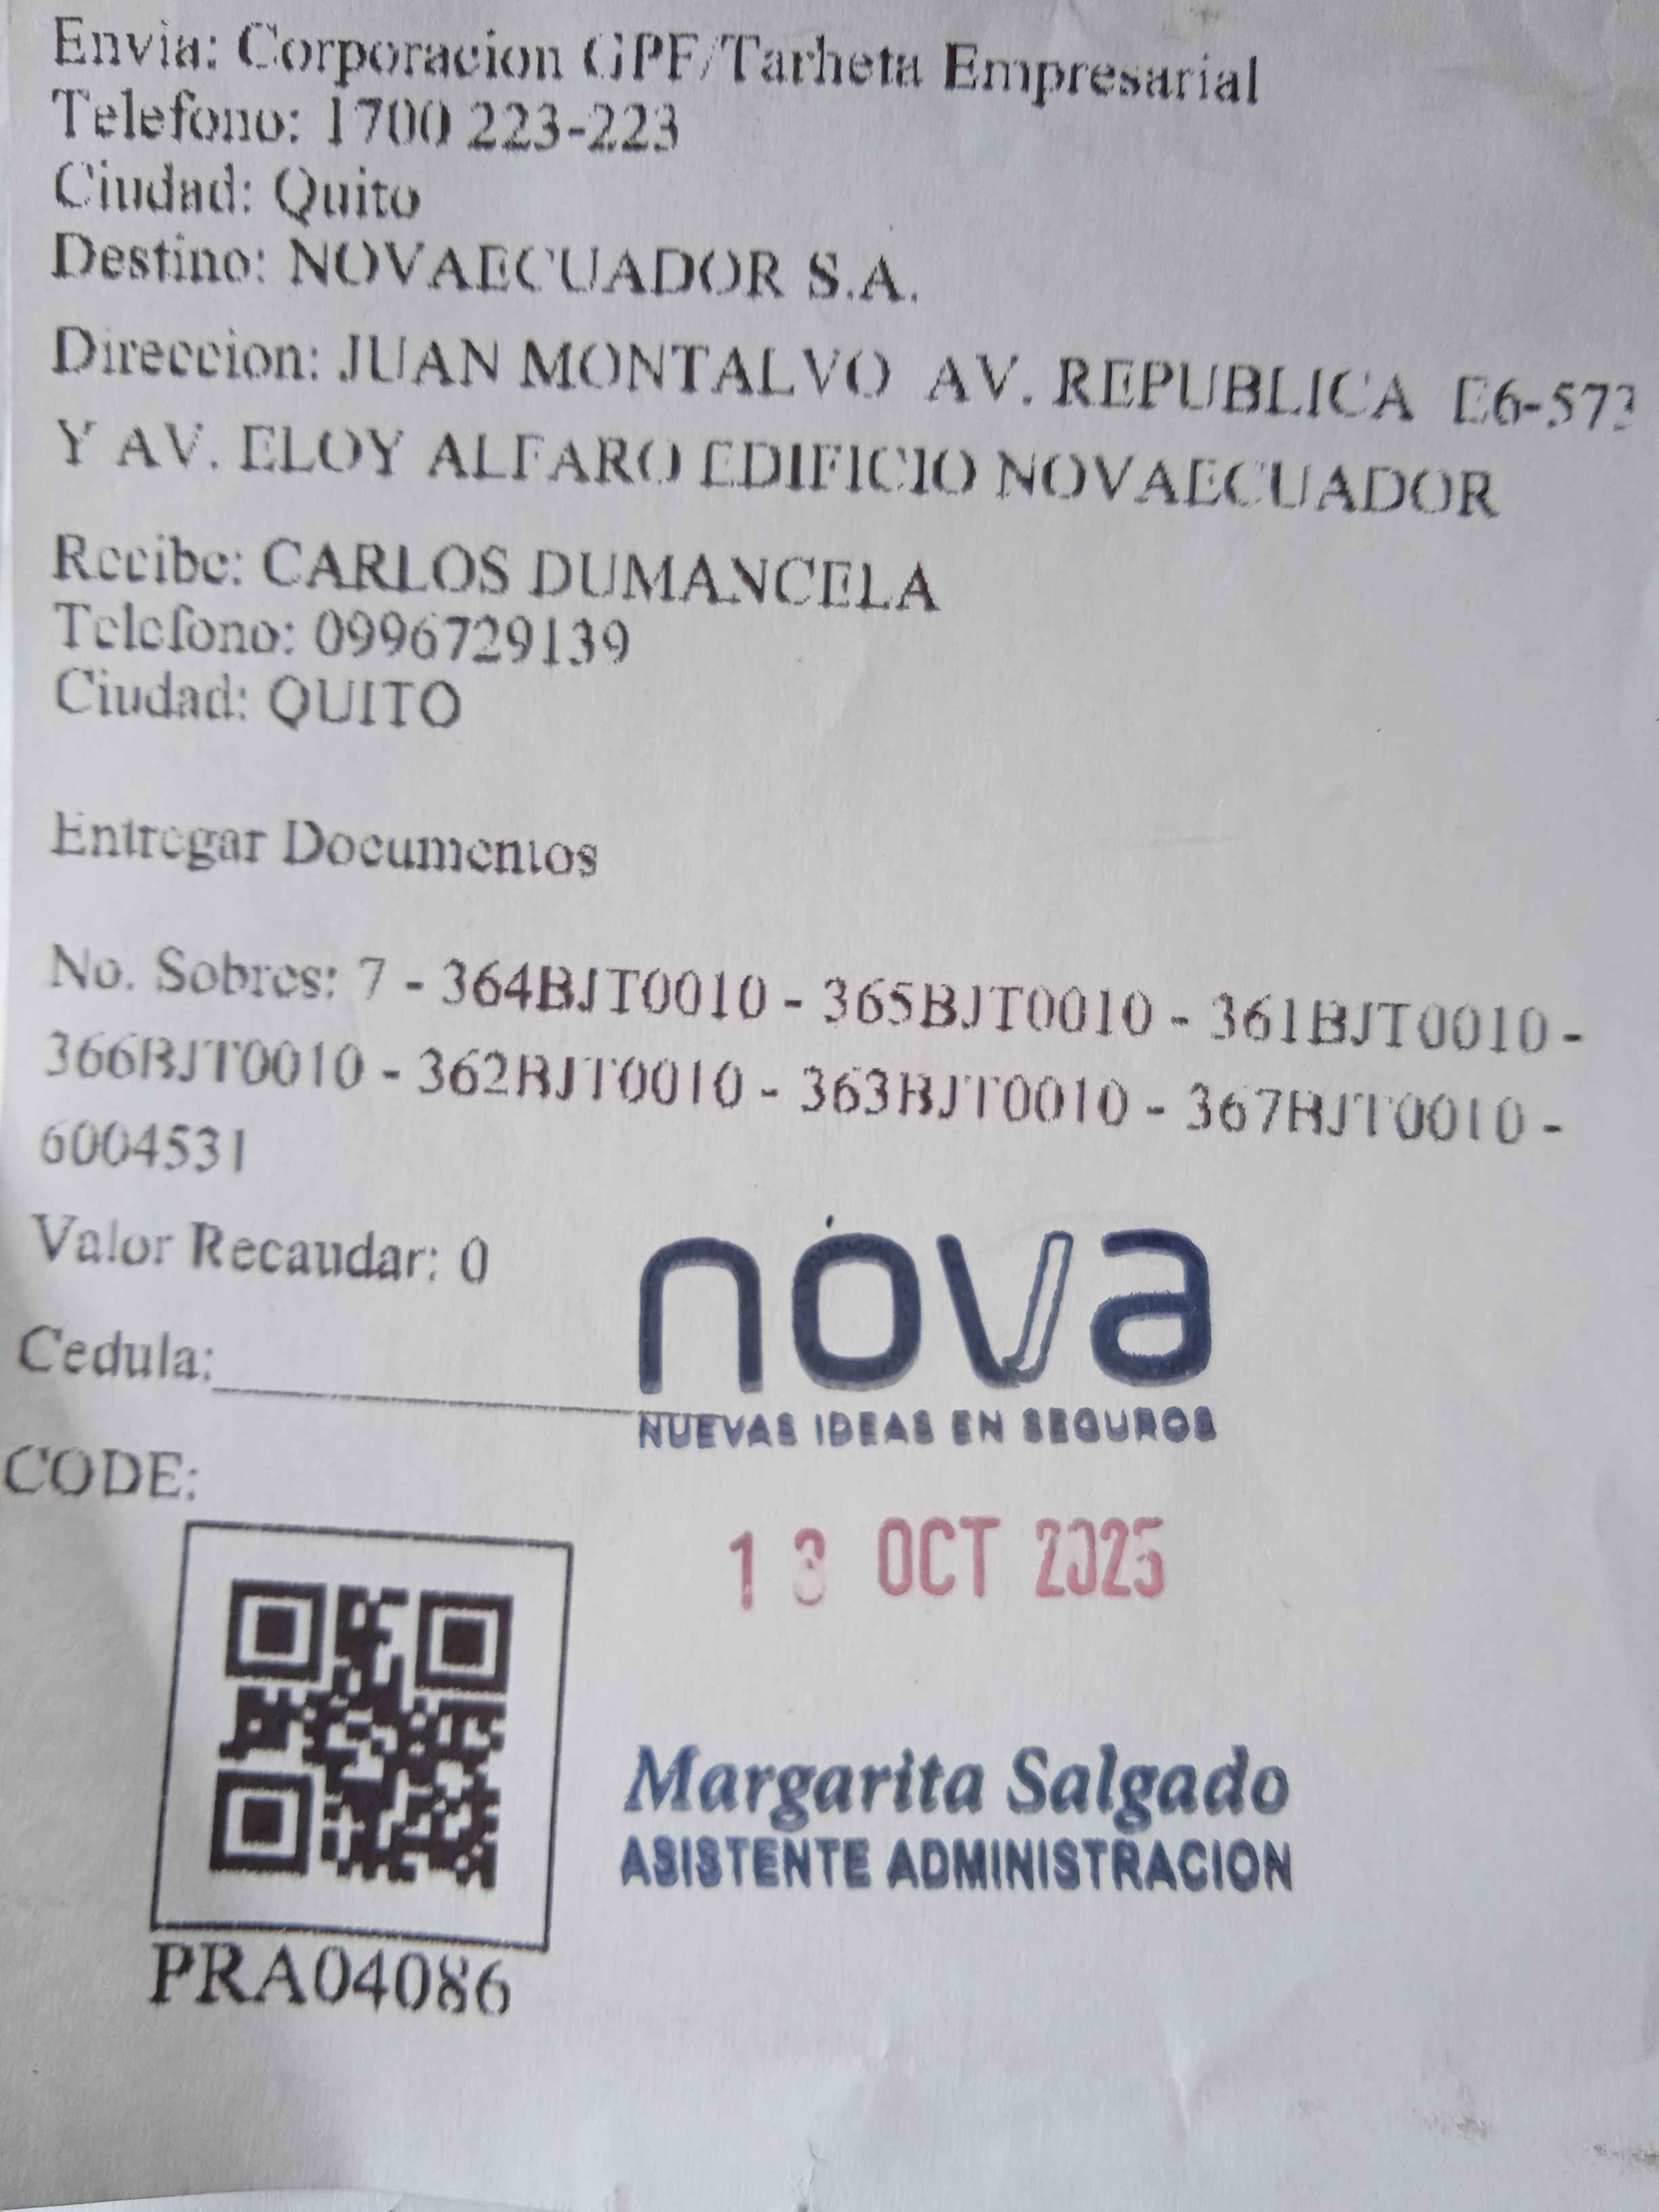 Envia: Corporacion GPF/Tarheta Empresarial
Telefono: 1700 223-223
Ciudad: Quito
Destino: NOVAECUADOR S.A.
Direccion: JUAN MONTALVO AV. REPUBLICA E6-573
Y AV. ELOY ALFARO EDIFICIO NOVAECUADOR
Recibe: CARLOS DUMANCELA
Telefono: 0996729139
Ciudad: QUITO
Entregar Documentos
No. Sobres: 7 - 364BJT0010 - 365BJT0010 - 361BJT0010 -
366BJT0010 - 362BJT0010 - 363BJT0010 - 367BJT0010 -
6004531
Valor Recaudar: 0
nova
Cedula:
NUEVAS IDEAS EN SEGUROS
CODE:
13 OCT 2025
Margarita Salgado
ASISTENTE ADMINISTRACION
PRA04086